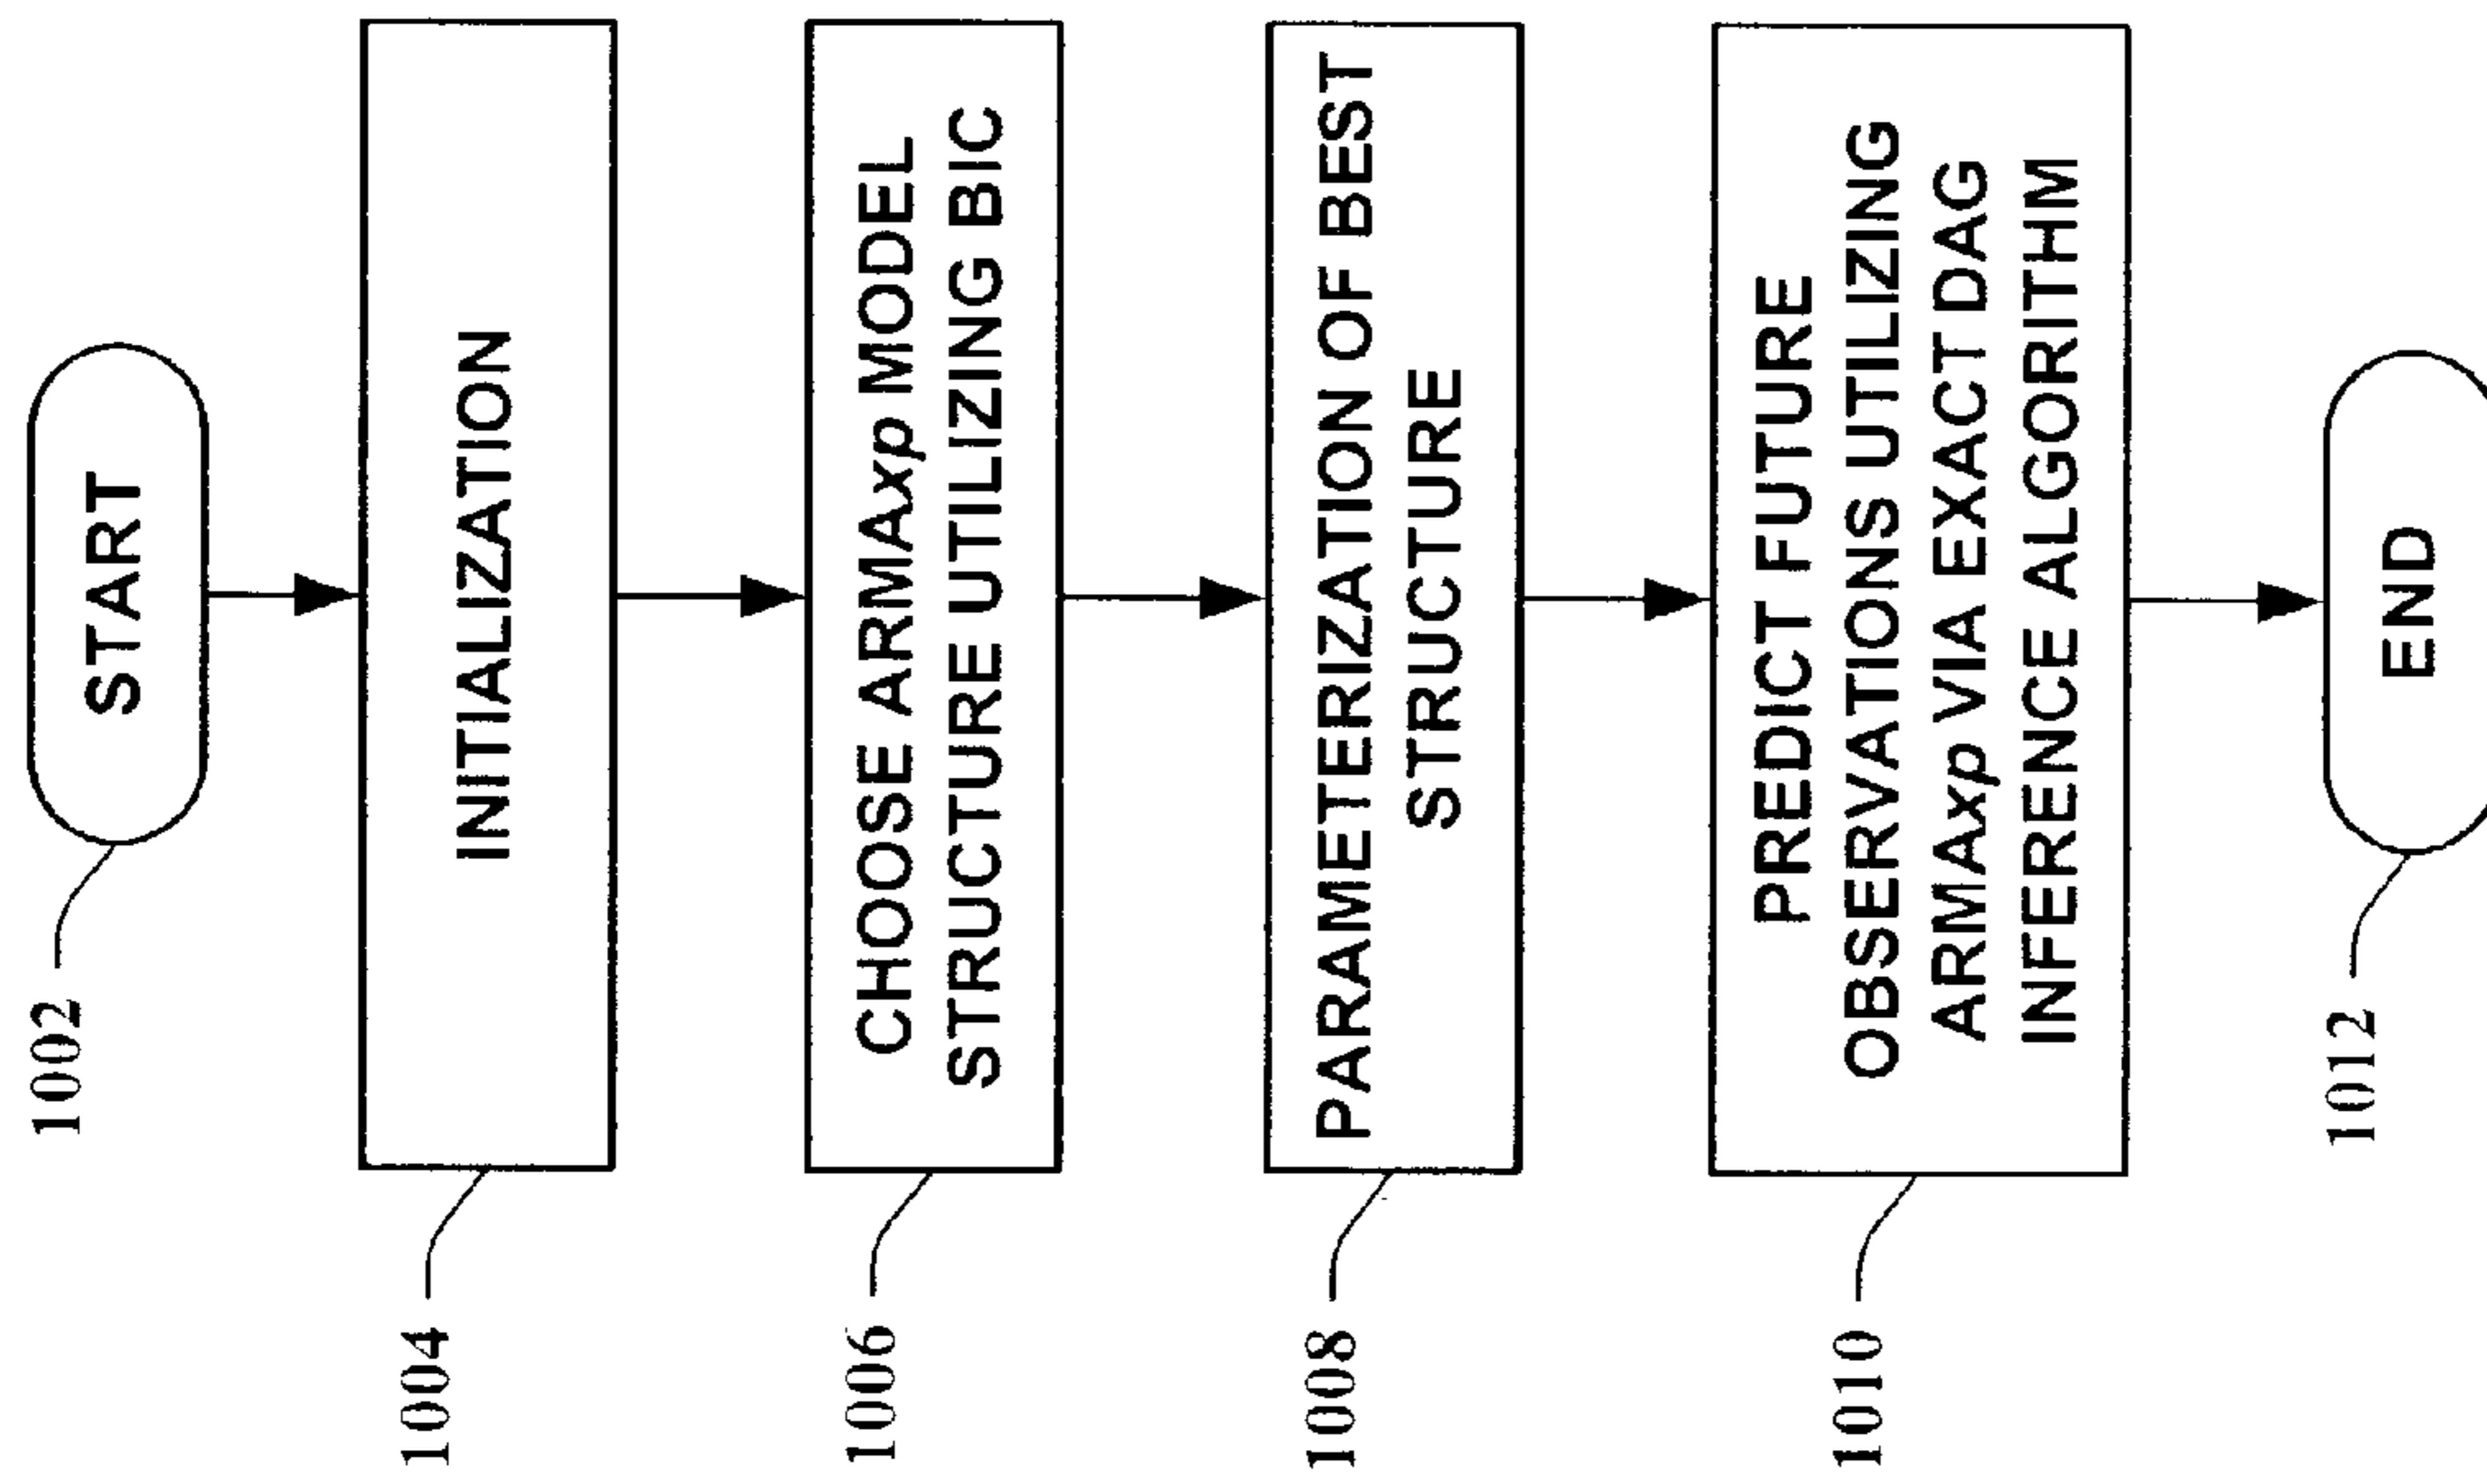 START
1002
INITIALIZATION
1004
CHOOSE ARMAxp MODEL
STRUCTURE UTILIZING BIC
1006
PARAMETERIZATION OF BEST
STRUCTURE
1008
PREDICT FUTURE
OBSERVATIONS UTILIZING
ARMAxp VIA EXACT DAG
INFERENCE ALGORITHM
1010
END
1012